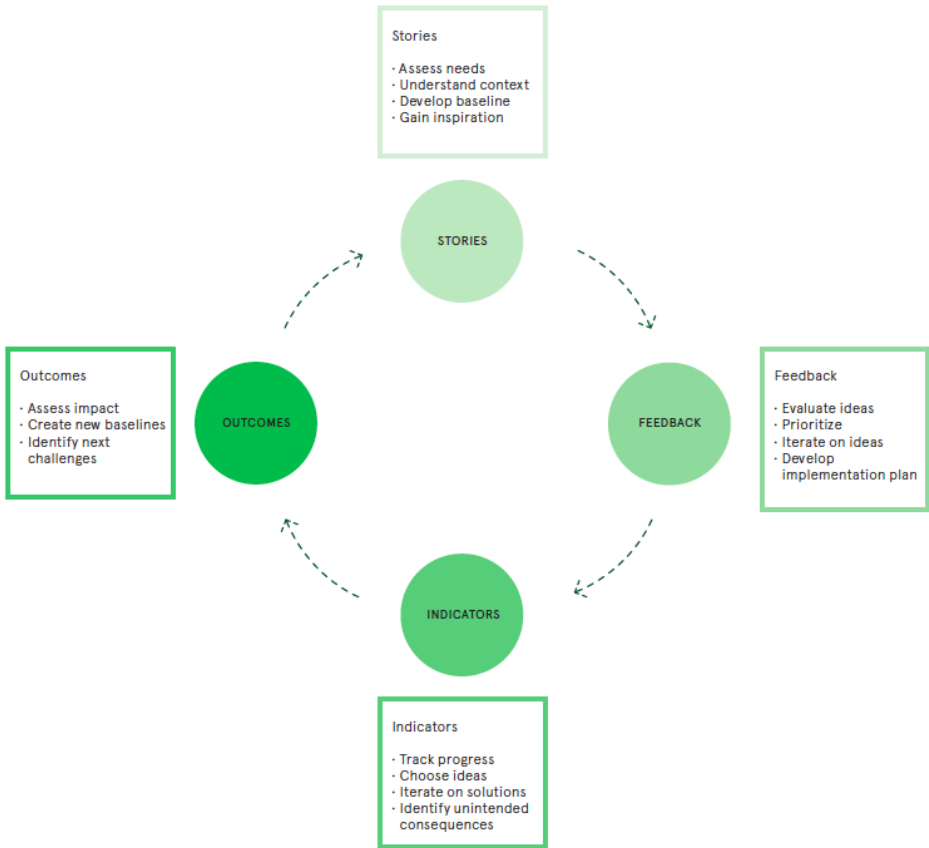 Stories
· Assess needs
· Understand context
· Develop baseline
· Gain inspiration
STORIES
Outcomes
· Assess impact
· Create new baselines
· Identify next
challenges
OUTCOMES
FEEDBACK
Feedback
· Evaluate ideas
· Prioritize
· Iterate on ideas
· Develop
implementation plan
INDICATORS
Indicators
· Track progress
· Choose ideas
· Iterate on solutions
· Identify unintended
consequences